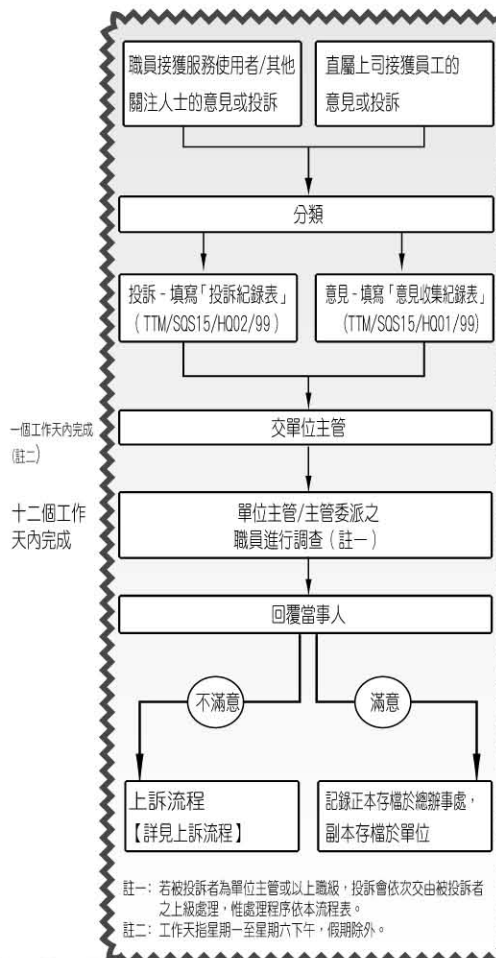 職員接獲服務使用者/其他
關注人士的意見或投訴
直屬上司接獲員工的
意見或投訴
分類
投訴 - 填寫「投訴紀錄表」
( TTM/SQS15/HQ02/99 )
意見 - 填寫「意見收集紀錄表」
(TTM/SQS15/HQ01/99)
一個工作天內完成
(註二)
交單位主管
十二個工作
天內完成
單位主管/主管委派之
職員進行調查(註一)
回覆當事人
不滿意
滿意
上訴流程
【詳見上訴流程】
記錄正本存檔於總辦事處,
副本存檔於單位
註一: 若被投訴者為單位主管或以上職級,投訴會依次交由被投訴者
之上級處理,惟處理程序依本流程表。
註二: 工作天指星期一至星期六下午,假期除外。